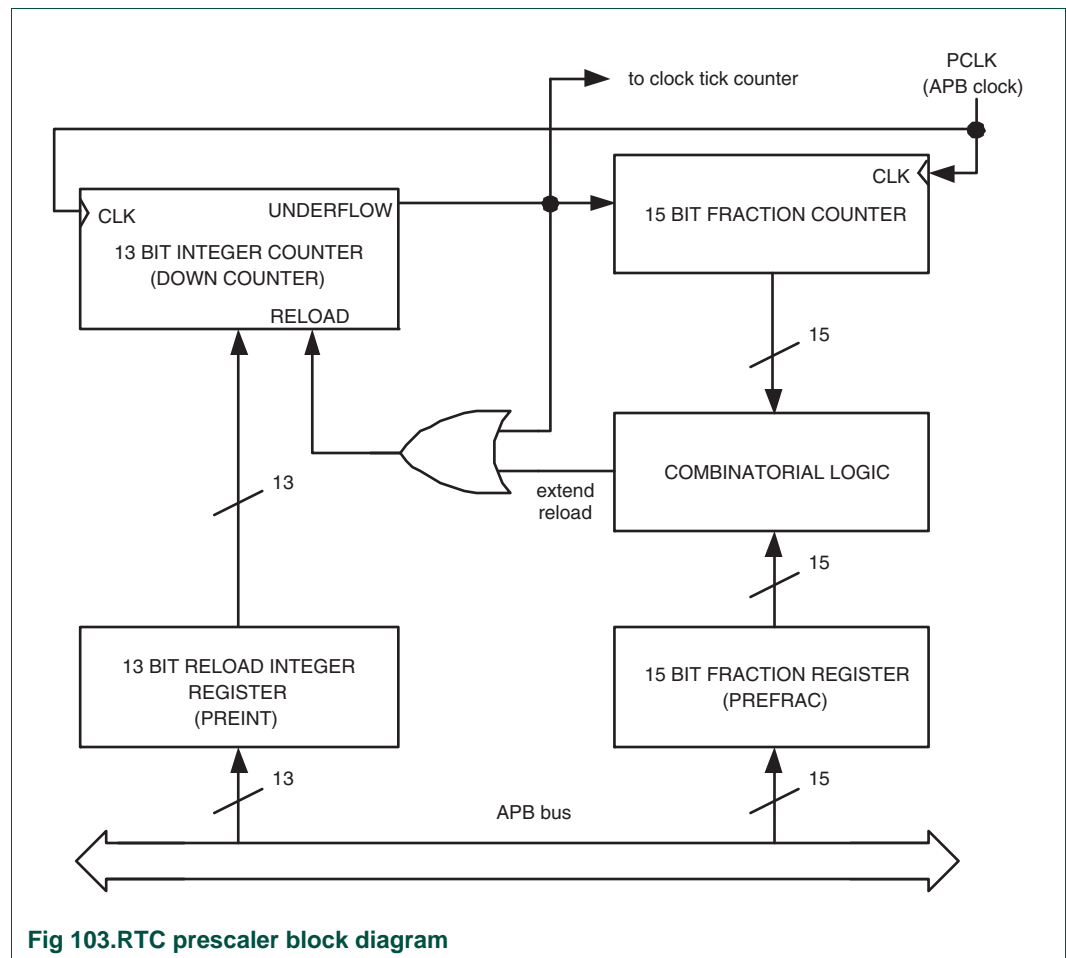 to clock tick counter
PCLK
(APB clock)
CLK
UNDERFLOW
13 BIT INTEGER COUNTER
(DOWN COUNTER)
RELOAD
CLK
15 BIT FRACTION COUNTER
15
COMBINATORIAL LOGIC
extend
reload
13
15
13 BIT RELOAD INTEGER
REGISTER
(PREINT)
15 BIT FRACTION REGISTER
(PREFRAC)
13
15
APB bus
Fig 103.RTC prescaler block diagram